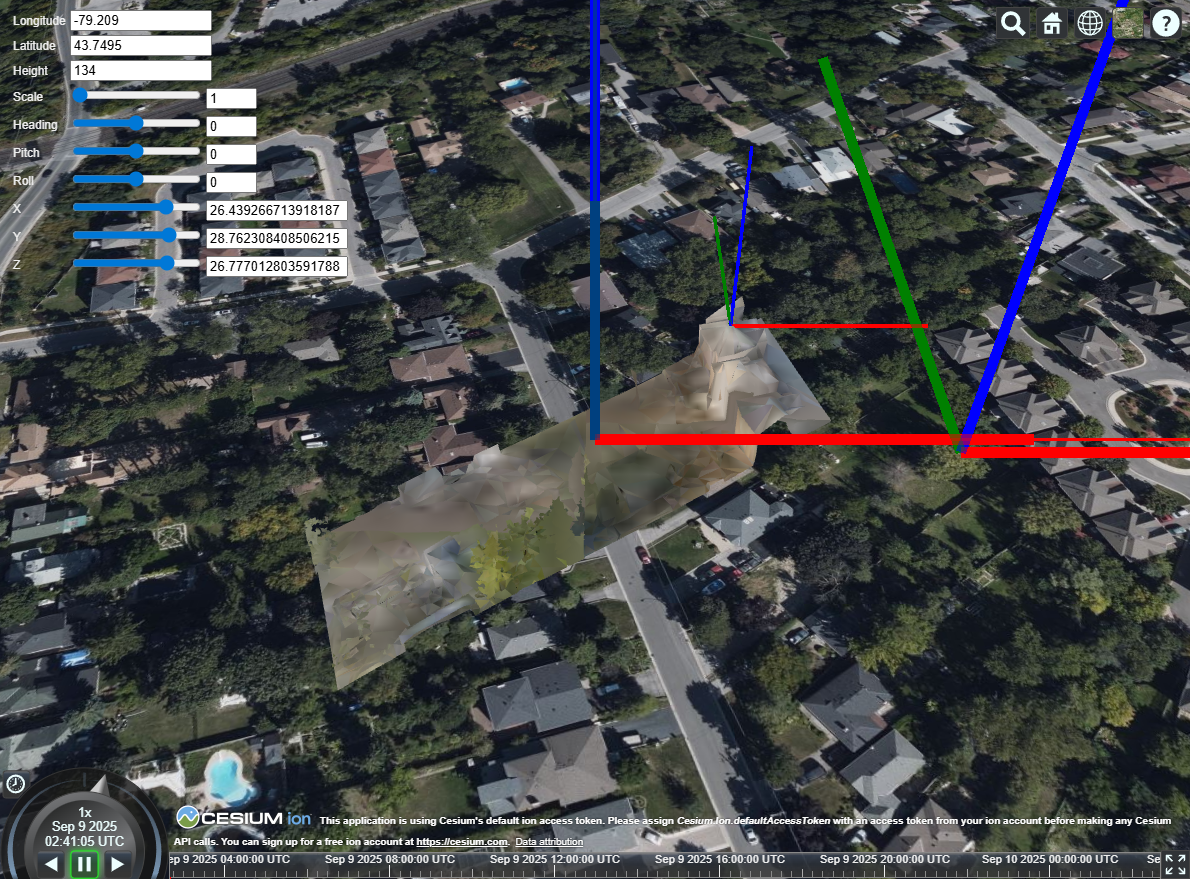 Longitude -79.209
Latitude 43.7495
Height 134
Scale 1
Heading 0
Pitch 0
Roll 0
X 26.439266713918187
Y 28.762308408506215
Z 26.777012803591788
?
1x
Sep 9 2025
02:41:05 UTC
CESIUM ion This application is using Cesium's default ion access token. Please assign Cesium.Ion.defaultAccessToken with an access token from your ion account before making any Cesium
API calls. You can sign up for a free ion account at https://cesium.com. Data attribution
ep 9 2025 04:00:00 UTC Sep 9 2025 08:00:00 UTC Sep 9 2025 12:00:00 UTC Sep 9 2025 16:00:00 UTC Sep 9 2025 20:00:00 UTC Sep 10 2025 00:00:00 UTC Se